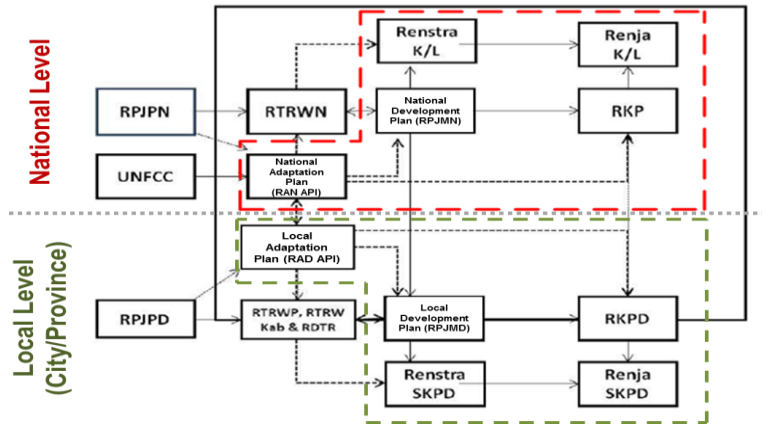 National Level
Renstra
K/L
Renja
K/L
RPJPN
RTRWN
National
Development
Plan (RPJMN)
RKP
UNFCC
National
Adaptation
Plan
(RAN API)
Local Level
(City/Province)
Local
Adaptation
Plan (RAD API)
RPJPD
RTRWP, RTRW
Kab & RDTR
Local
Development
Plan (RPJMD)
RKPD
Renstra
SKPD
Renja
SKPD